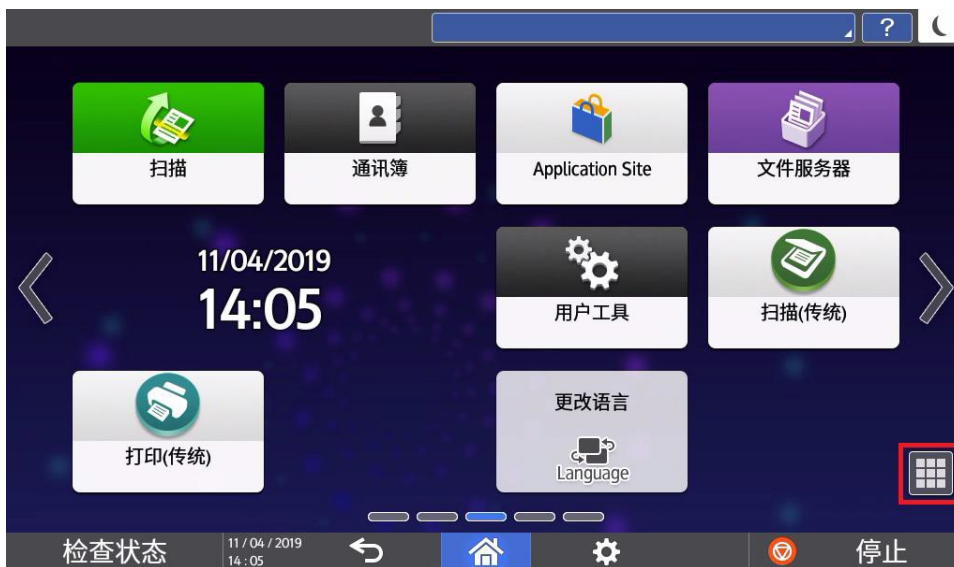 ?
扫描
通讯簿
Application Site
文件服务器
11/04/2019
14:05
用户工具
扫描(传统)
打印(传统)
更改语言
Language
检查状态
11 / 04 / 2019
14 : 05
停止